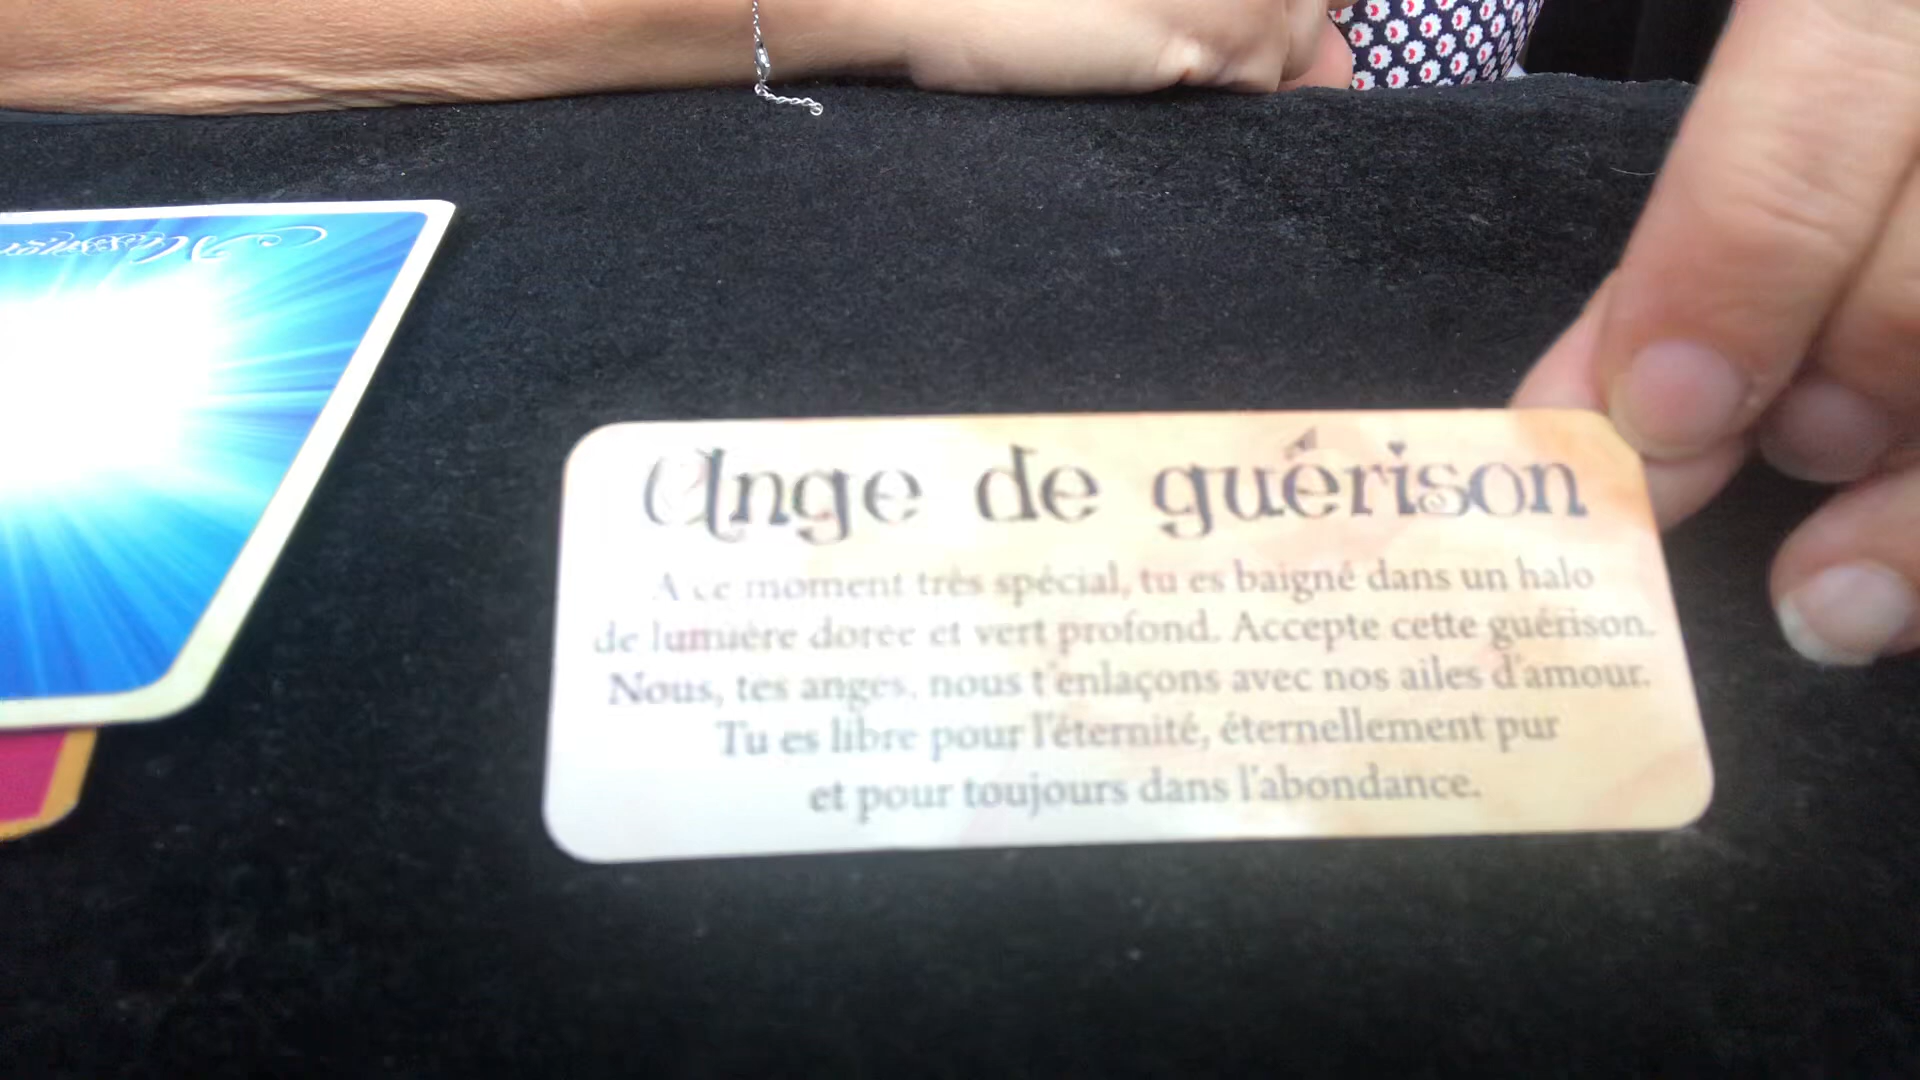 Ange de guérison
A ce moment très spécial, tu es baigné dans un halo
de lumière dorée et vert profond. Accepte cette guérison.
Nous, tes anges, nous t'enlaçons avec nos ailes d'amour.
Tu es libre pour l'éternité, éternellement pur
et pour toujours dans l'abondance.